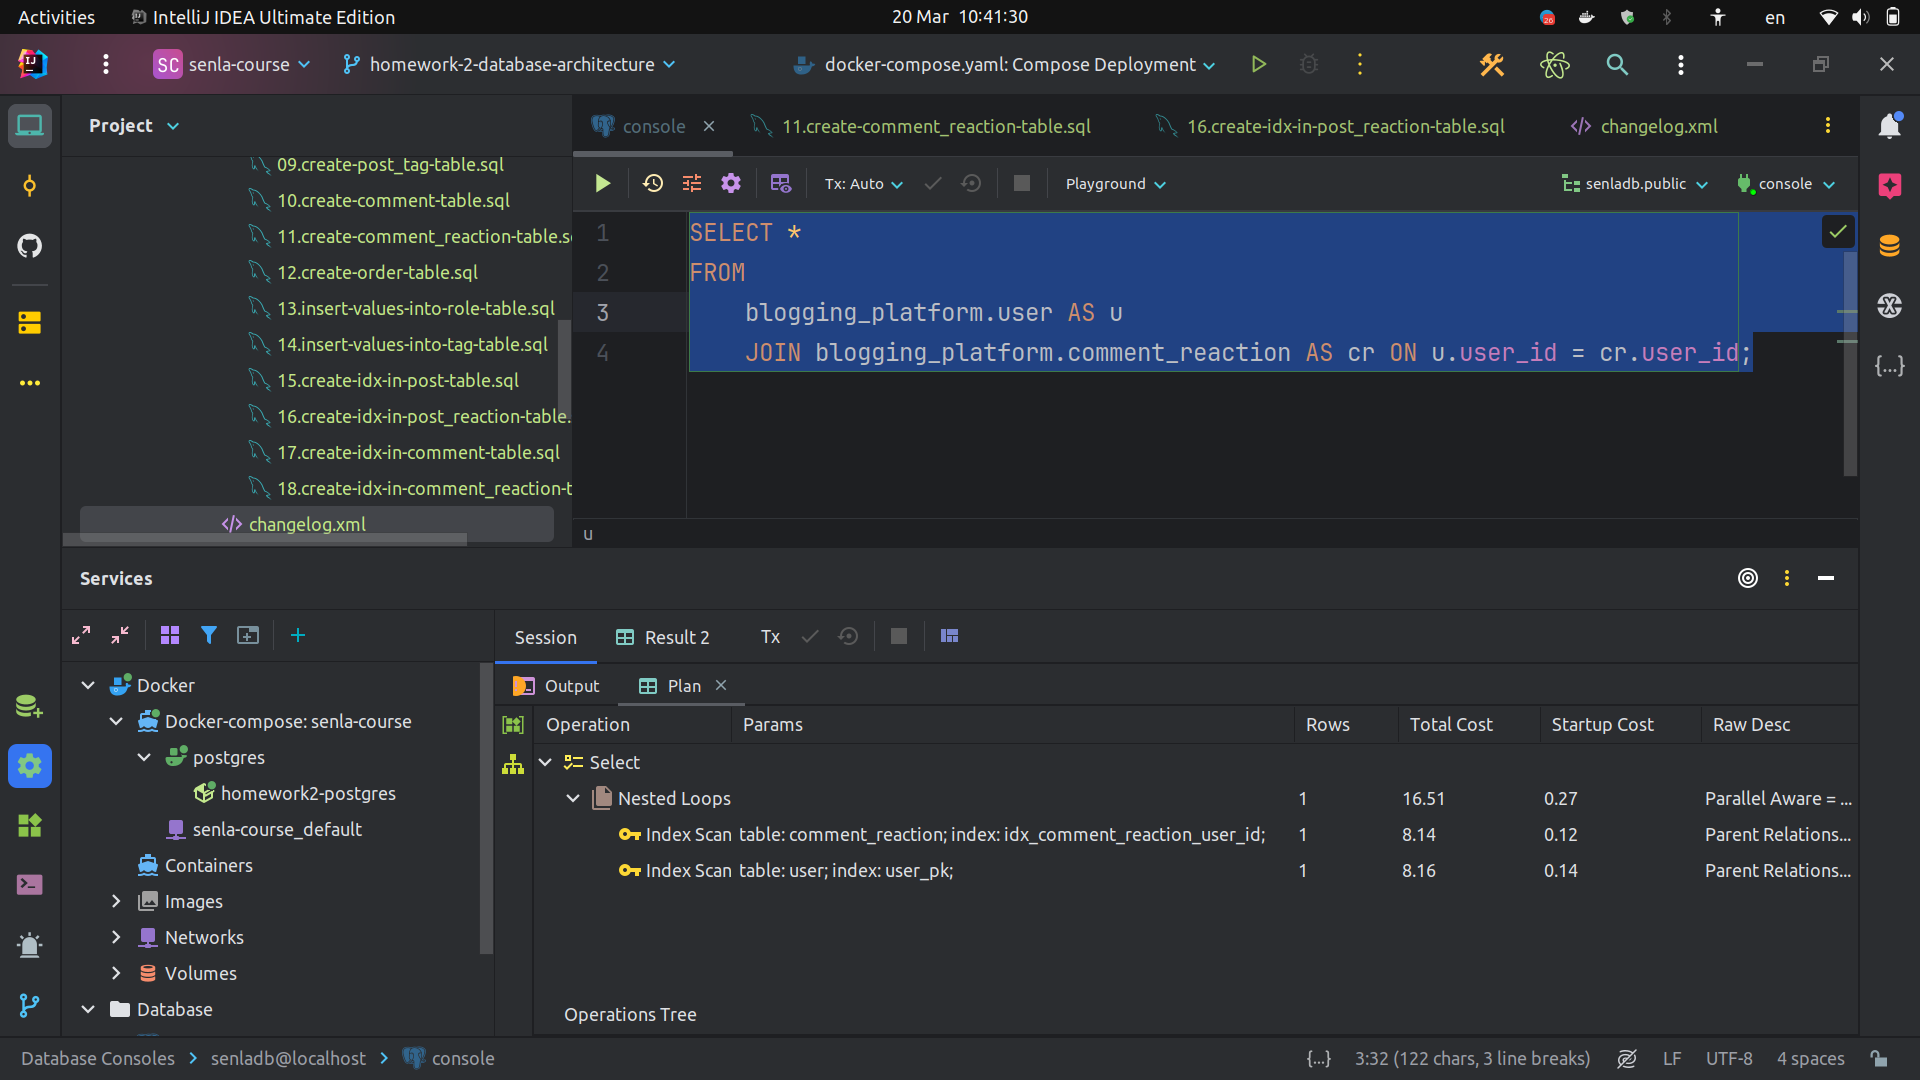 Activities
IntelliJ IDEA Ultimate Edition
20 Mar 10:41:30
26
en
IJ
SC senla-course
homework-2-database-architecture
docker-compose.yaml: Compose Deployment
Project
console
11.create-comment_reaction-table.sql
16.create-idx-in-post_reaction-table.sql
changelog.xml
09.create-post_tag-table.sql
10.create-comment-table.sql
11.create-comment_reaction-table.s
12.create-order-table.sql
13.insert-values-into-role-table.sql
14.insert-values-into-tag-table.sql
15.create-idx-in-post-table.sql
16.create-idx-in-post_reaction-table.
17.create-idx-in-comment-table.sql
18.create-idx-in-comment_reaction-t
changelog.xml
Tx: Auto
Playground
senladb.public
console
1 SELECT *
2 FROM
3 blogging_platform.user AS u
4 JOIN blogging_platform.comment_reaction AS cr ON u.user_id = cr.user_id;
u
{...}
Services
Session
Result 2
Tx
Docker
Docker-compose: senla-course
postgres
homework2-postgres
senla-course_default
Containers
Images
Networks
Volumes
Database
Output
Plan
Operation Params Rows Total Cost Startup Cost Raw Desc
Select
Nested Loops 1 16.51 0.27 Parallel Aware = ...
Index Scan table: comment_reaction; index: idx_comment_reaction_user_id; 1 8.14 0.12 Parent Relations...
Index Scan table: user; index: user_pk; 1 8.16 0.14 Parent Relations...
Operations Tree
Database Consoles
senladb@localhost
console
{...}
3:32 (122 chars, 3 line breaks)
LF
UTF-8
4 spaces